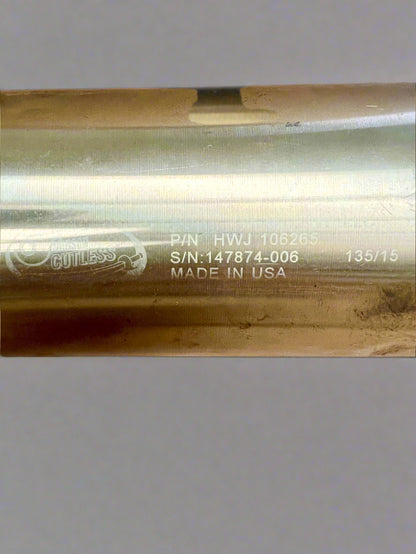 CUTLESS
P/N HWJ 106265
S/N:147874-006 135/15
MADE IN USA